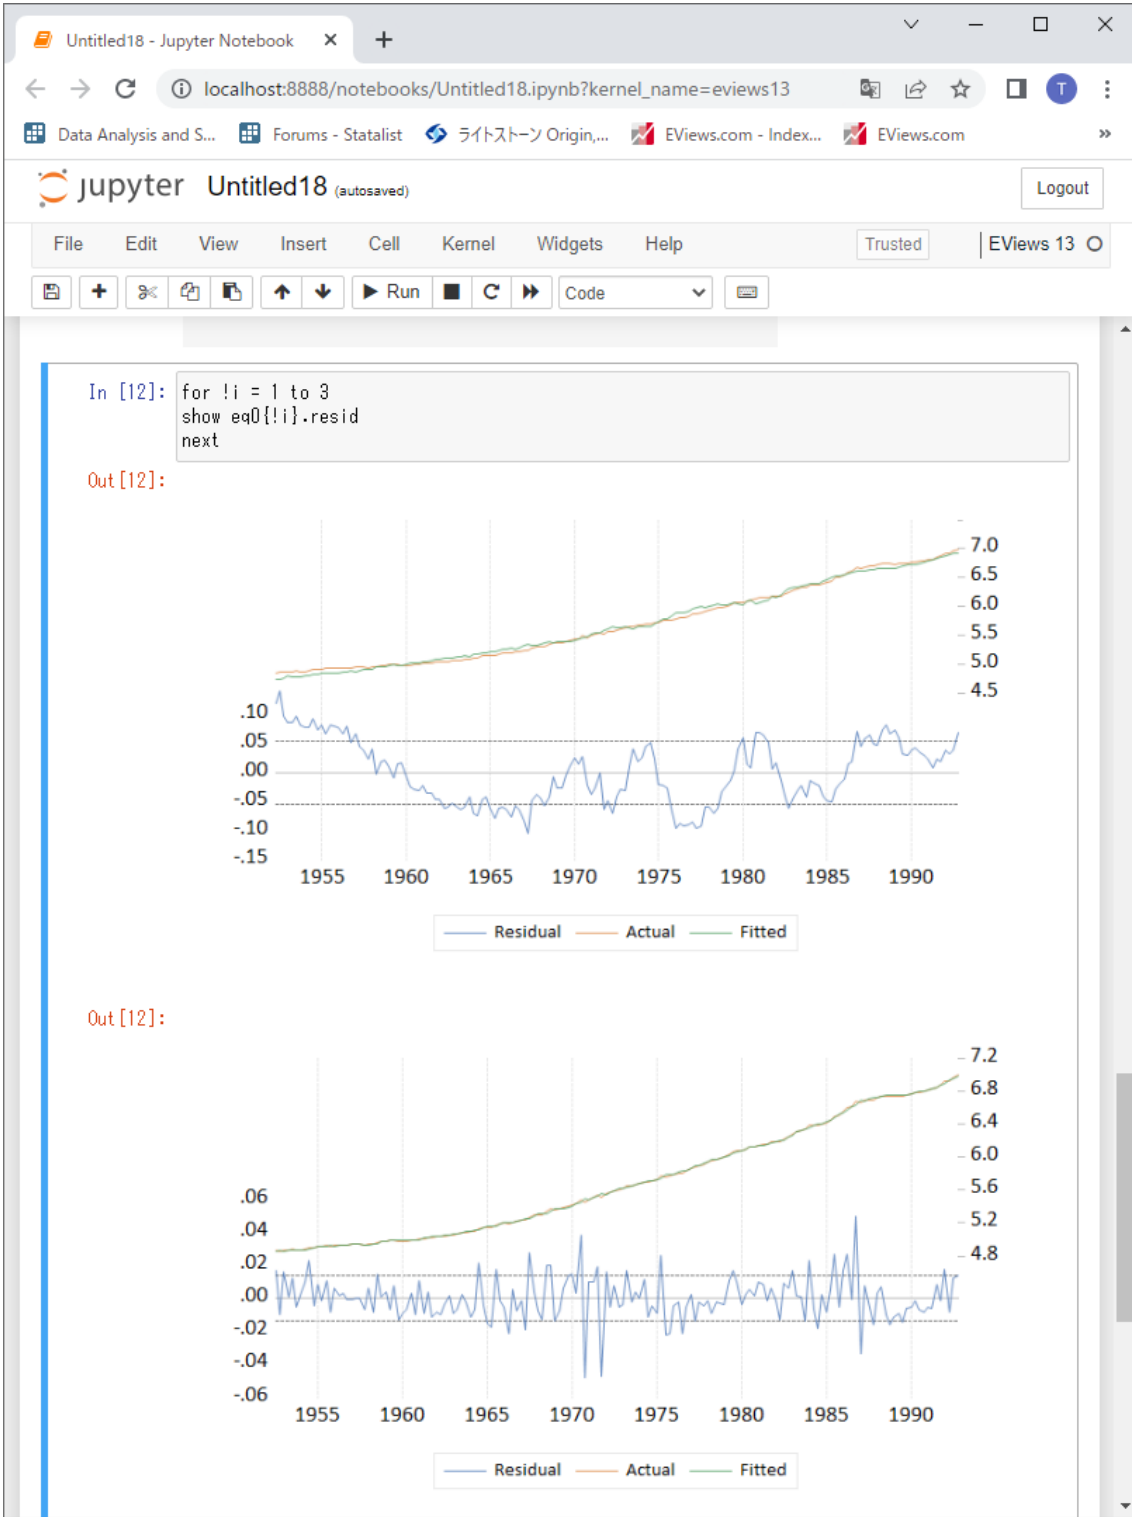 Untitled18 - Jupyter Notebook
localhost:8888/notebooks/Untitled18.ipynb?kernel_name=eviews13
T
Data Analysis and S... Forums - Statalist ライトストーン Origin,... EViews.com - Index... EViews.com »
jupyter Untitled18 (autosaved) Logout
File Edit View Insert Cell Kernel Widgets Help Trusted EViews 13
Run Code
In [12]: for !i = 1 to 3
show eq0{!i}.resid
next
Out[12]:
7.0
6.5
6.0
5.5
5.0
4.5
.10
.05
.00
-.05
-.10
-.15
1955 1960 1965 1970 1975 1980 1985 1990
Residual Actual Fitted
Out[12]:
7.2
6.8
6.4
6.0
5.6
5.2
4.8
.06
.04
.02
.00
-.02
-.04
-.06
1955 1960 1965 1970 1975 1980 1985 1990
Residual Actual Fitted